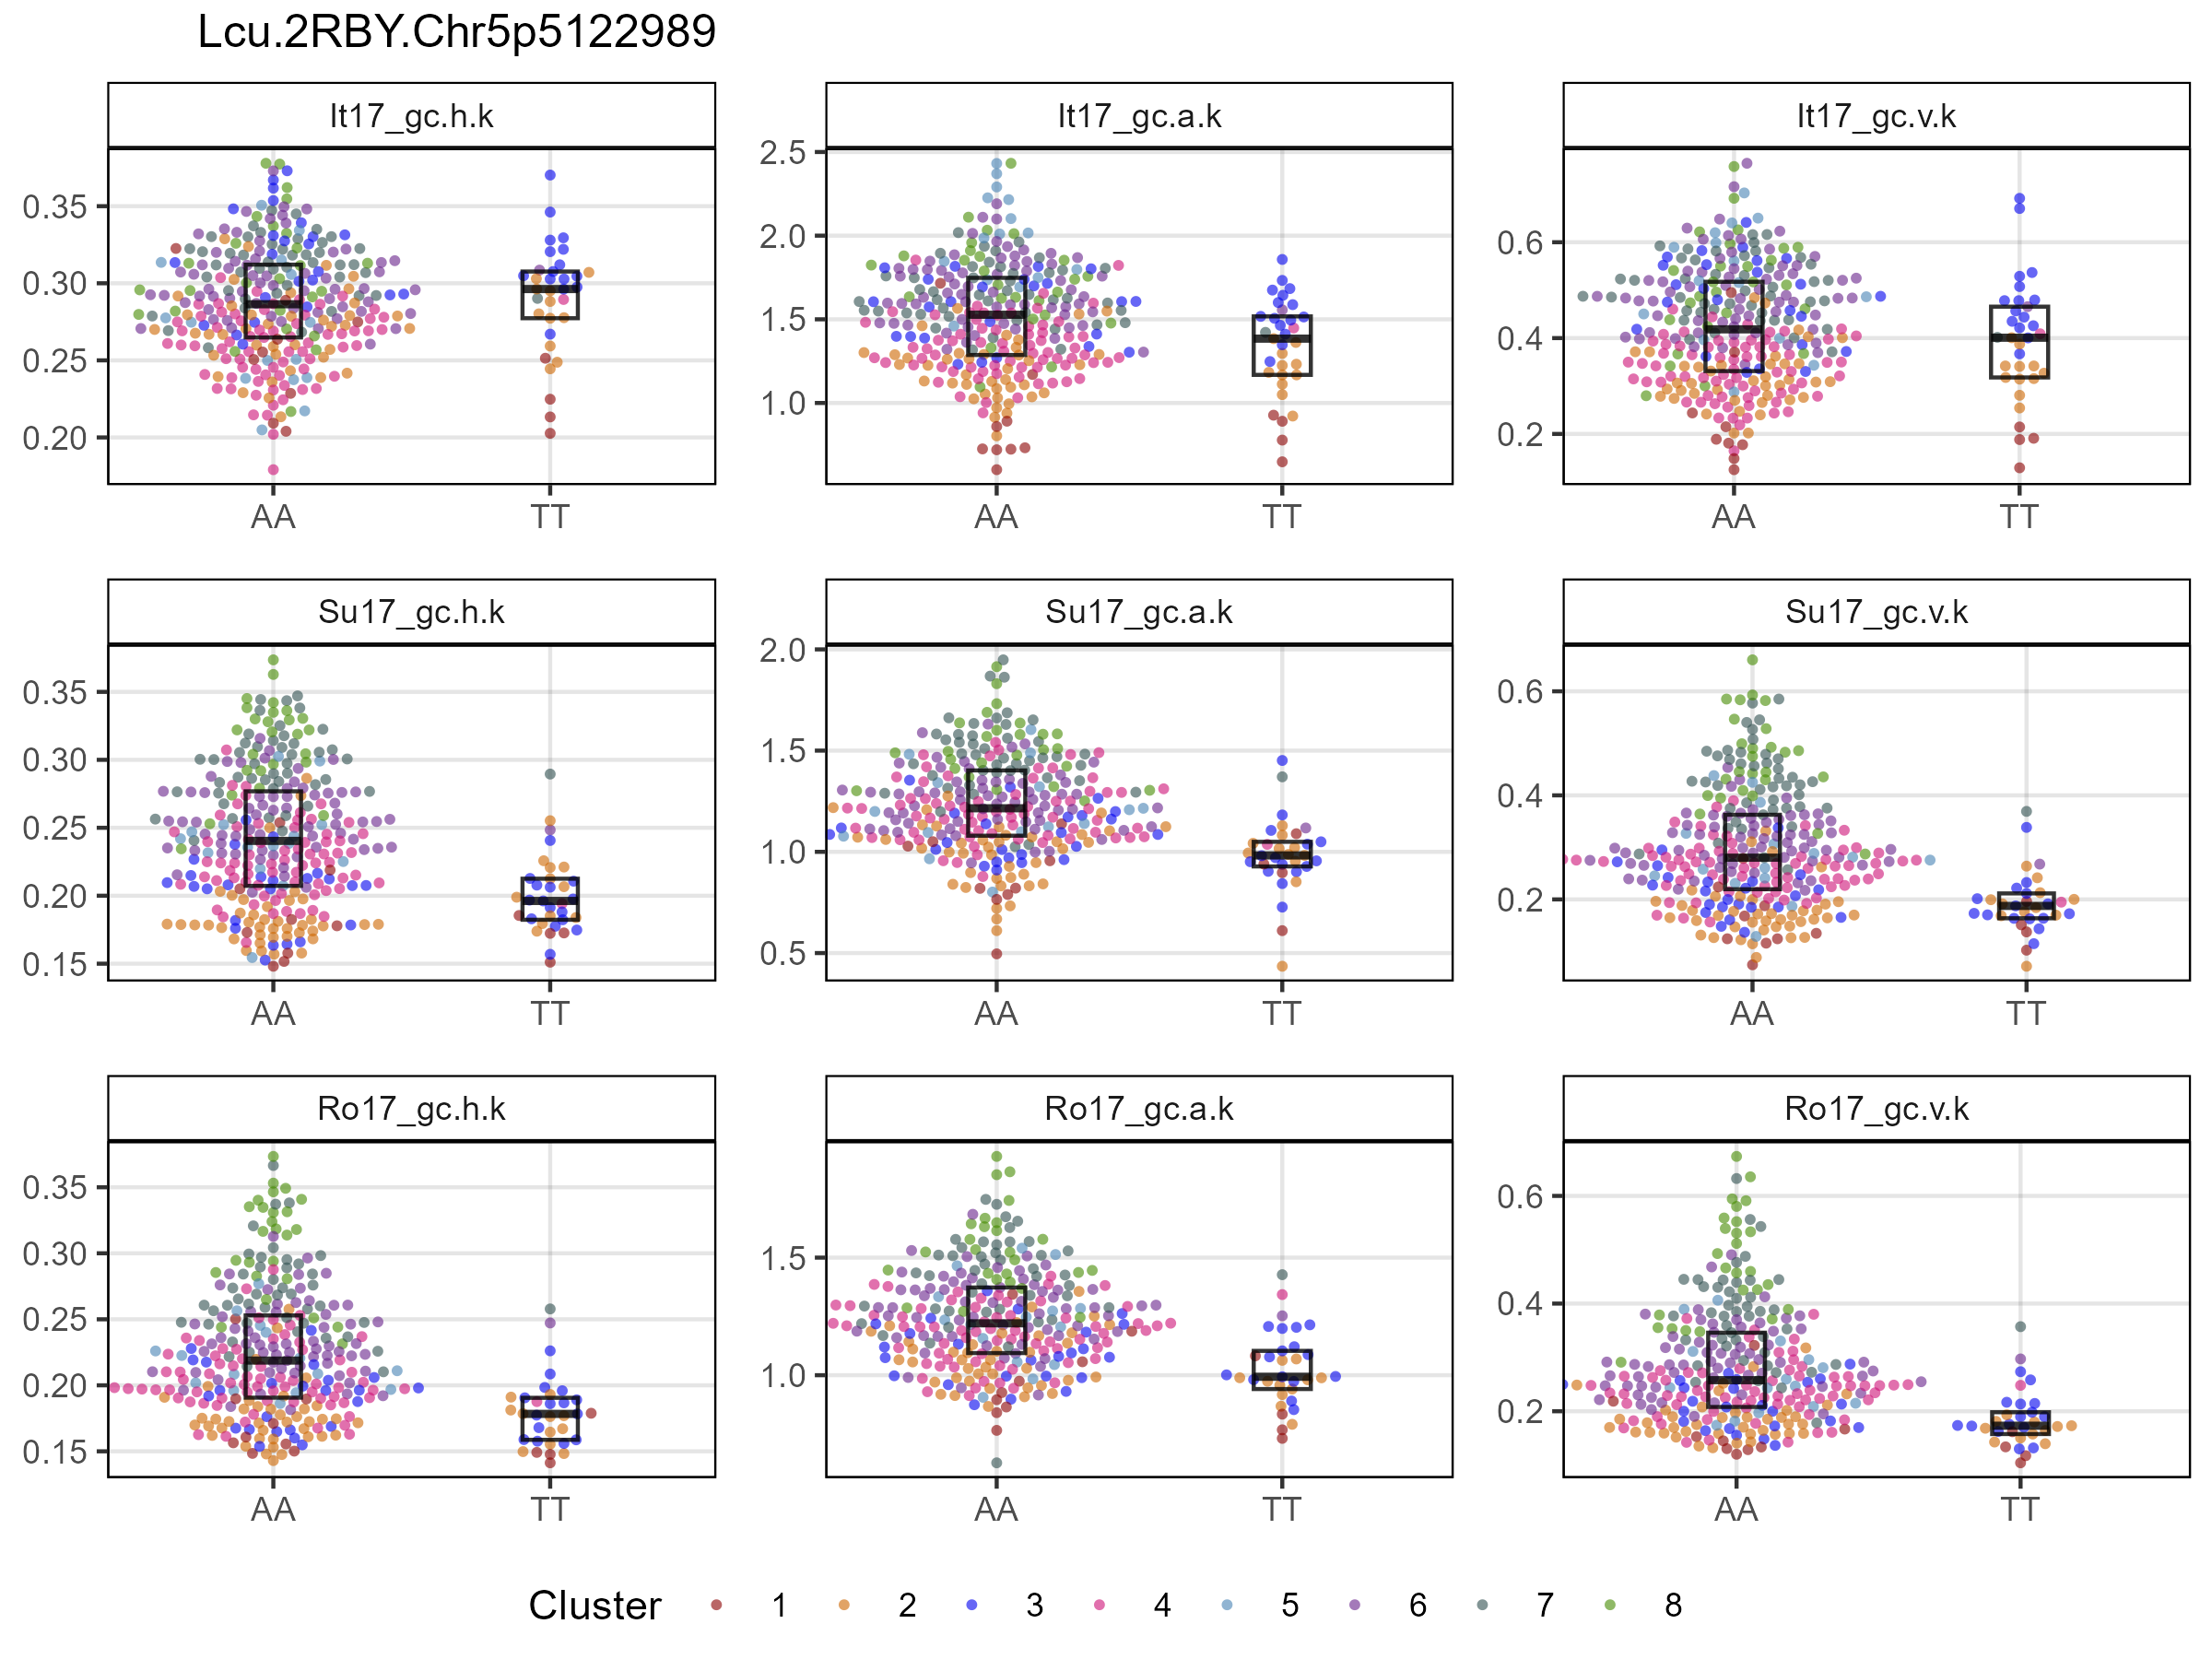 Lcu.2RBY.Chr5p5122989
It17_gc.h.k
It17_gc.a.k
It17_gc.v.k
0.35
0.30
0.25
0.20
2.5
2.0
1.5
1.0
0.6
0.4
0.2
AA
TT
AA
TT
AA
TT
Su17_gc.h.k
Su17_gc.a.k
Su17_gc.v.k
0.35
0.30
0.25
0.20
0.15
2.0
1.5
1.0
0.5
0.6
0.4
0.2
AA
TT
AA
TT
AA
TT
Ro17_gc.h.k
Ro17_gc.a.k
Ro17_gc.v.k
0.35
0.30
0.25
0.20
0.15
1.5
1.0
0.6
0.4
0.2
AA
TT
AA
TT
AA
TT
Cluster 1 2 3 4 5 6 7 8